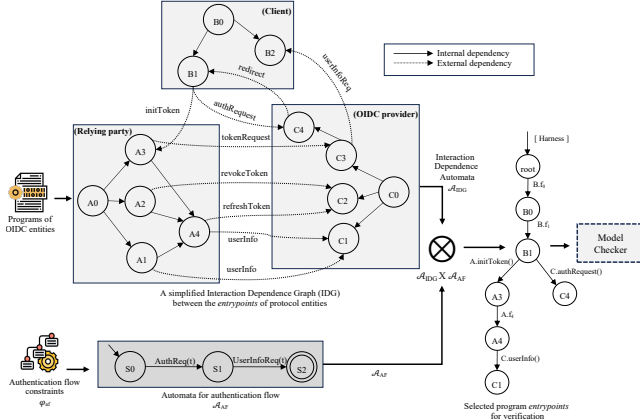 (Client)
B0
B2
B1
Internal dependency
External dependency
redirect
userInfoReq
authRequest
initToken
(OIDC provider)
(Relying party)
tokenRequest
C4
C3
A3
revokeToken
C0
A0
A2
C2
refreshToken
A4
userInfo
C1
A1
userInfo
Programs of
OIDC entities
Interaction
Dependence
Automata
𝒜IDG
𝒜IDG X 𝒜AF
A simplified Interaction Dependence Graph (IDG)
between the entrypoints of protocol entities
[ Harness ]
root
B.f₀
B0
B.f₁
B1
Model
Checker
A.initToken()
C.authRequest()
A3
C4
A4
C.userInfo()
C1
Selected program entrypoints
for verification
Authentication flow
constraints
S0
AuthReq(t)
S1
UserInfoReq(t)
S2
𝒜AF
Automata for authentication flow
𝒜AF